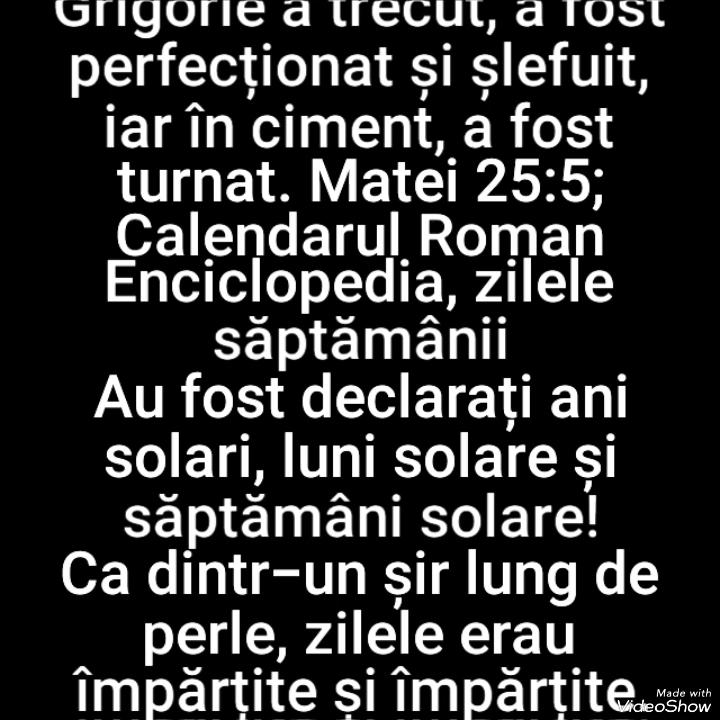 Grigorie a trecut, a fost
perfecționat și șlefuit,
iar în ciment, a fost
turnat. Matei 25:5;
Calendarul Roman
Enciclopedia, zilele
săptămânii
Au fost declarați ani
solari, luni solare și
săptămâni solare!
Ca dintr-un șir lung de
perle, zilele erau
împărțite și împărțite
Made with
VideoShow